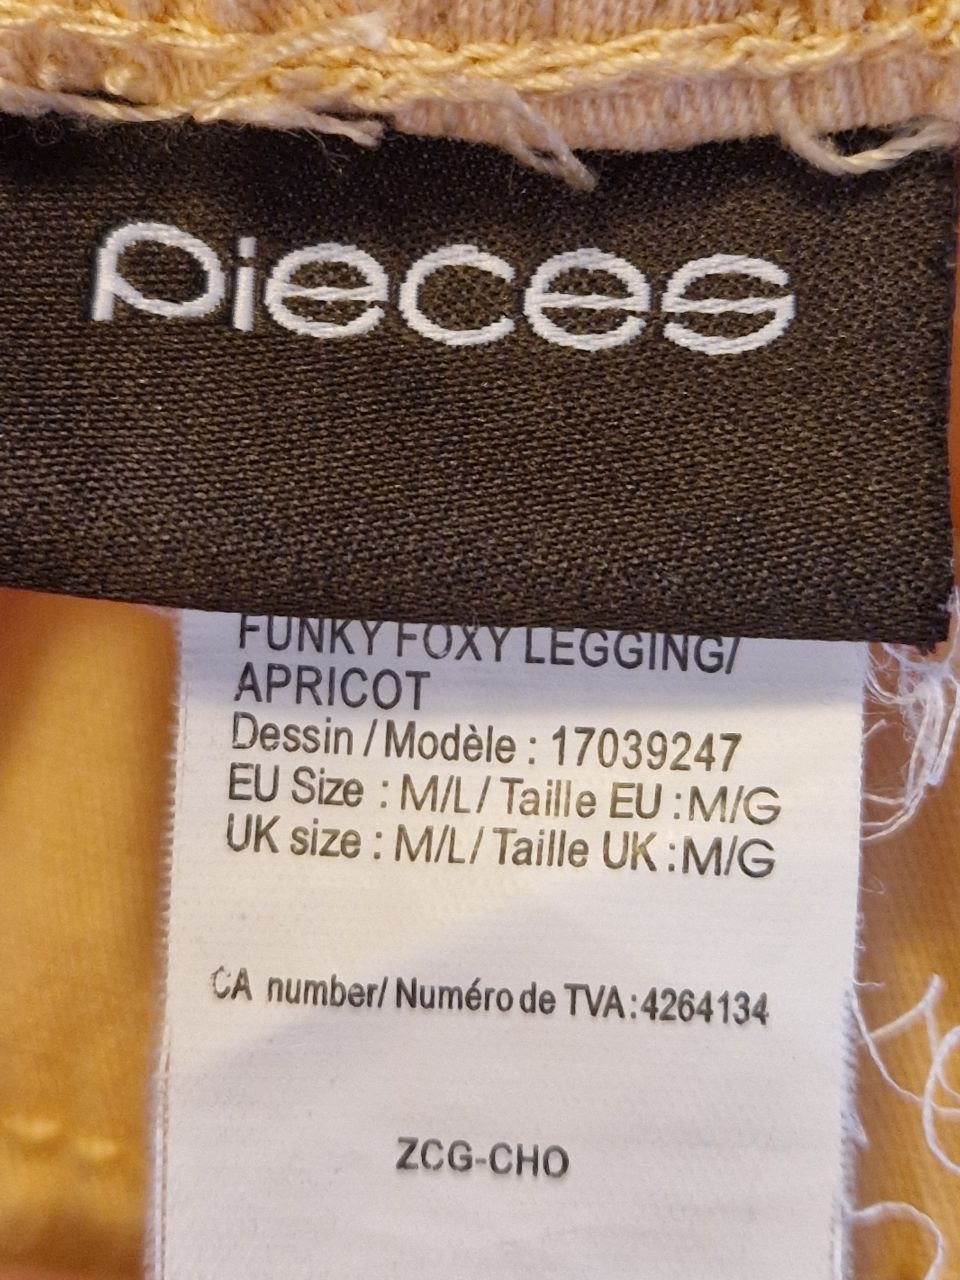 pieces
FUNKY FOXY LEGGING/
APRICOT
Dessin / Modèle : 17039247
EU Size : M/L / Taille EU :M/G
UK size : M/L / Taille UK :M/G
CA number/ Numéro de TVA:4264134
ZCG-CHO